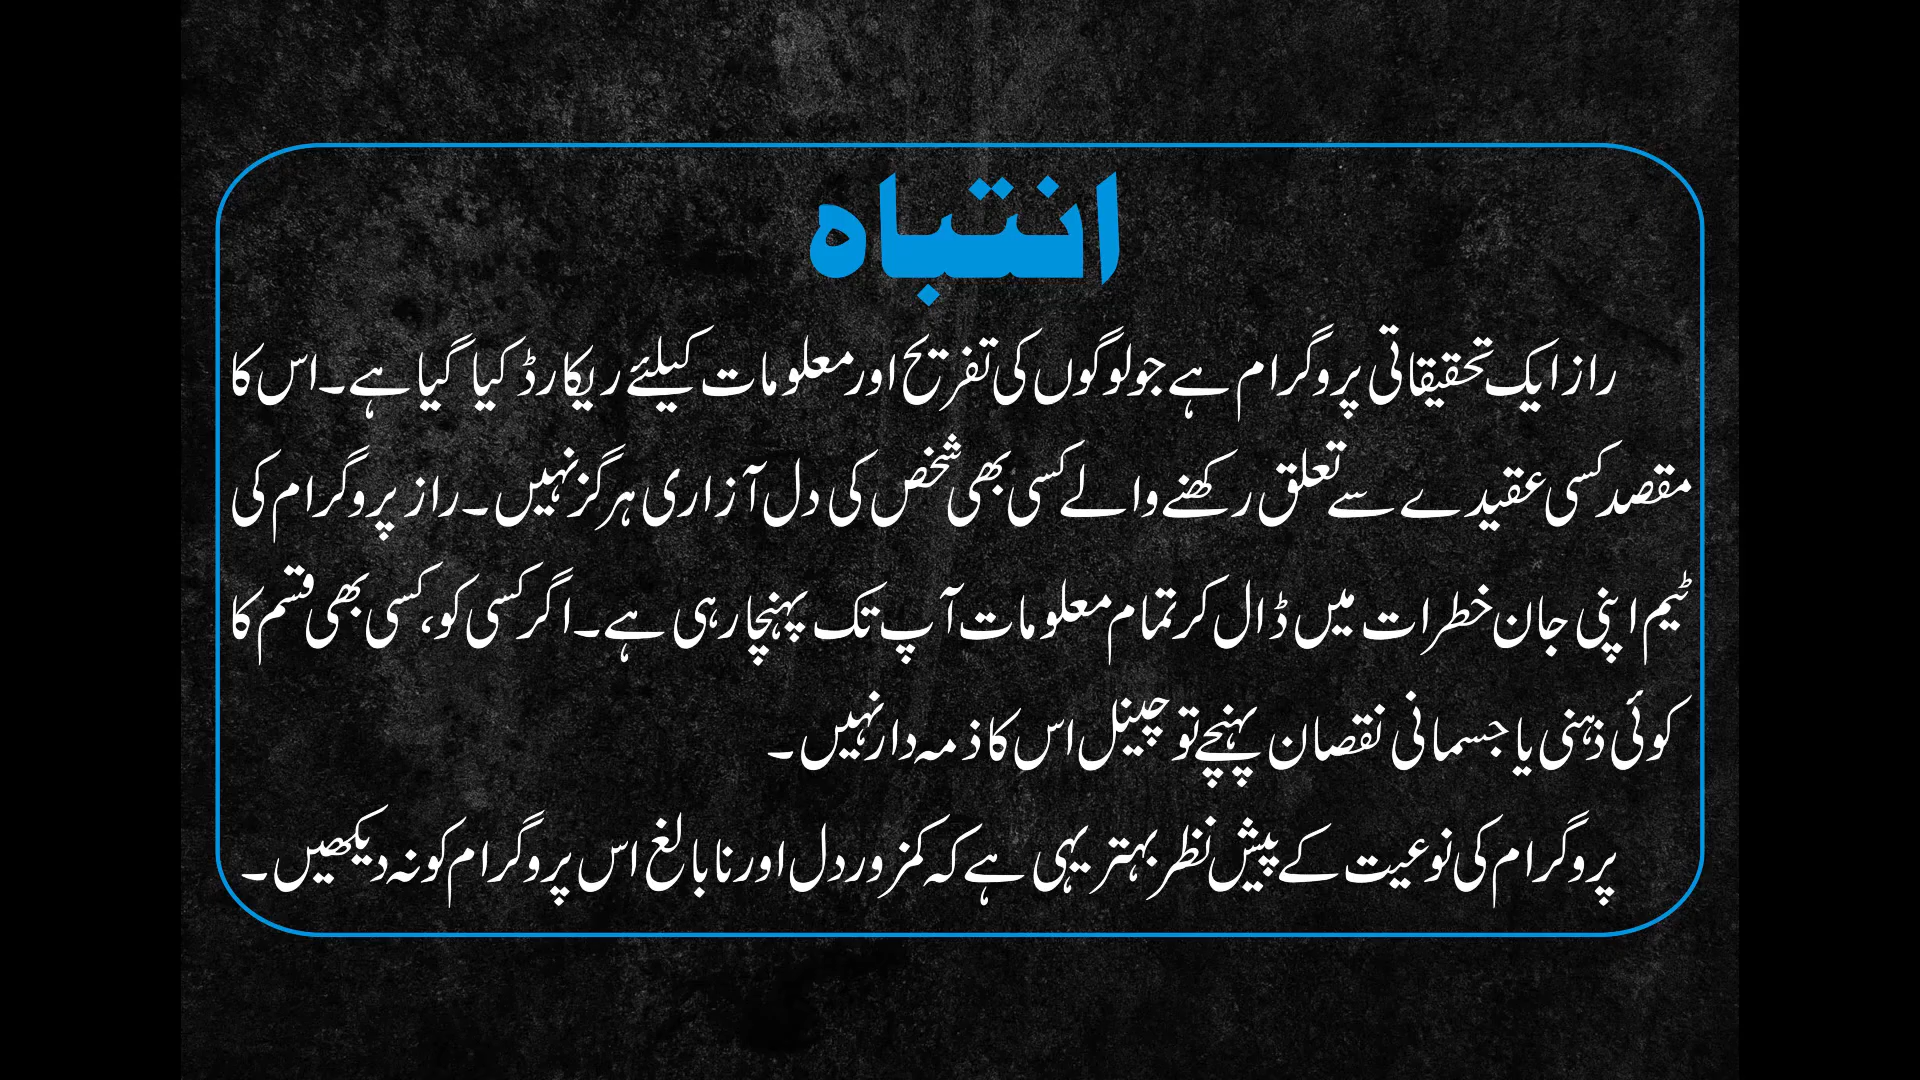 انتباہ
راز ایک تحقیقاتی پروگرام ہے جو لوگوں کی تفریح اور معلومات کیلئے ریکارڈ کیا گیا ہے۔ اس کا
مقصد کسی عقیدے سے تعلق رکھنے والے کسی بھی شخص کی دل آزاری ہرگز نہیں۔ راز پروگرام کی
ٹیم اپنی جان خطرات میں ڈال کر تمام معلومات آپ تک پہنچا رہی ہے۔ اگر کسی کو، کسی بھی قسم کا
کوئی ذہنی یا جسمانی نقصان پہنچے تو چینل اس کا ذمہ دار نہیں۔
پروگرام کی نوعیت کے پیش نظر بہتر یہی ہے کہ کمزور دل اور نابالغ اس پروگرام کو نہ دیکھیں۔